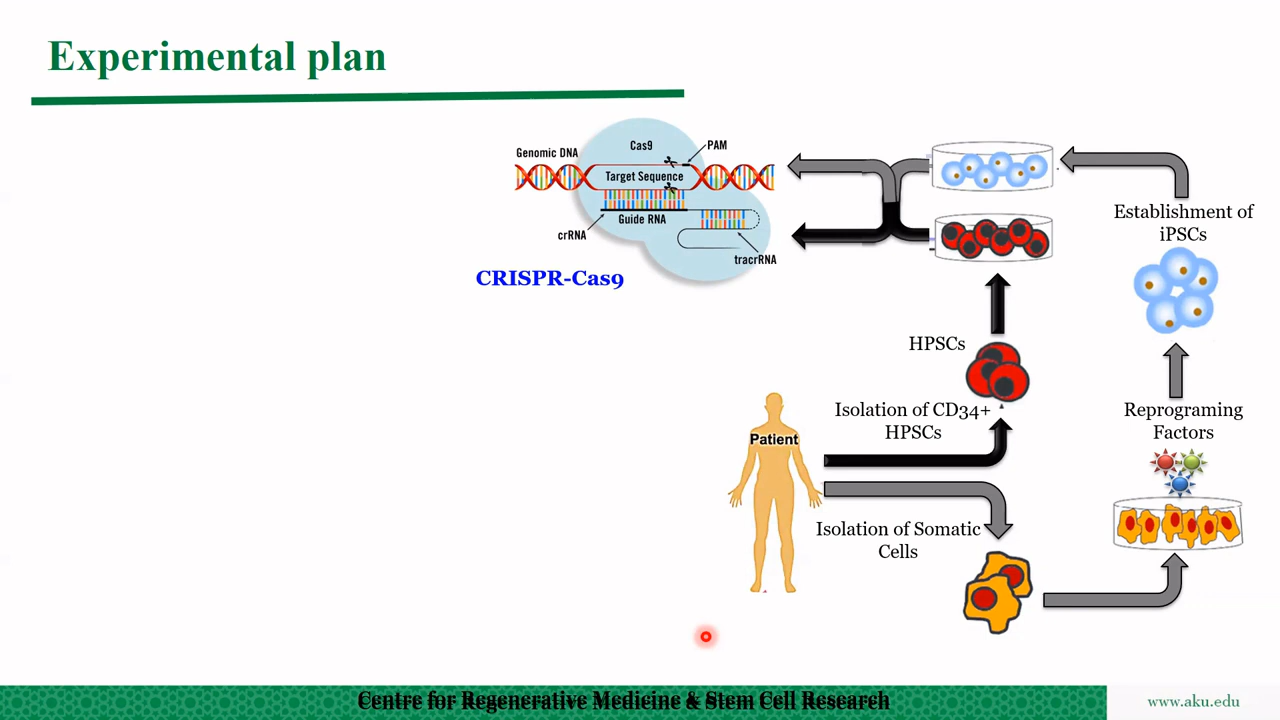 Experimental plan
Genomic DNA
Cas9
PAM
Target Sequence
Guide RNA
crRNA
tracrRNA
CRISPR-Cas9
Establishment of
iPSCs
HPSCs
Isolation of CD34+
HPSCs
Reprograming
Factors
Patient
Isolation of Somatic
Cells
Centre for Regenerative Medicine & Stem Cell Research
www.aku.edu